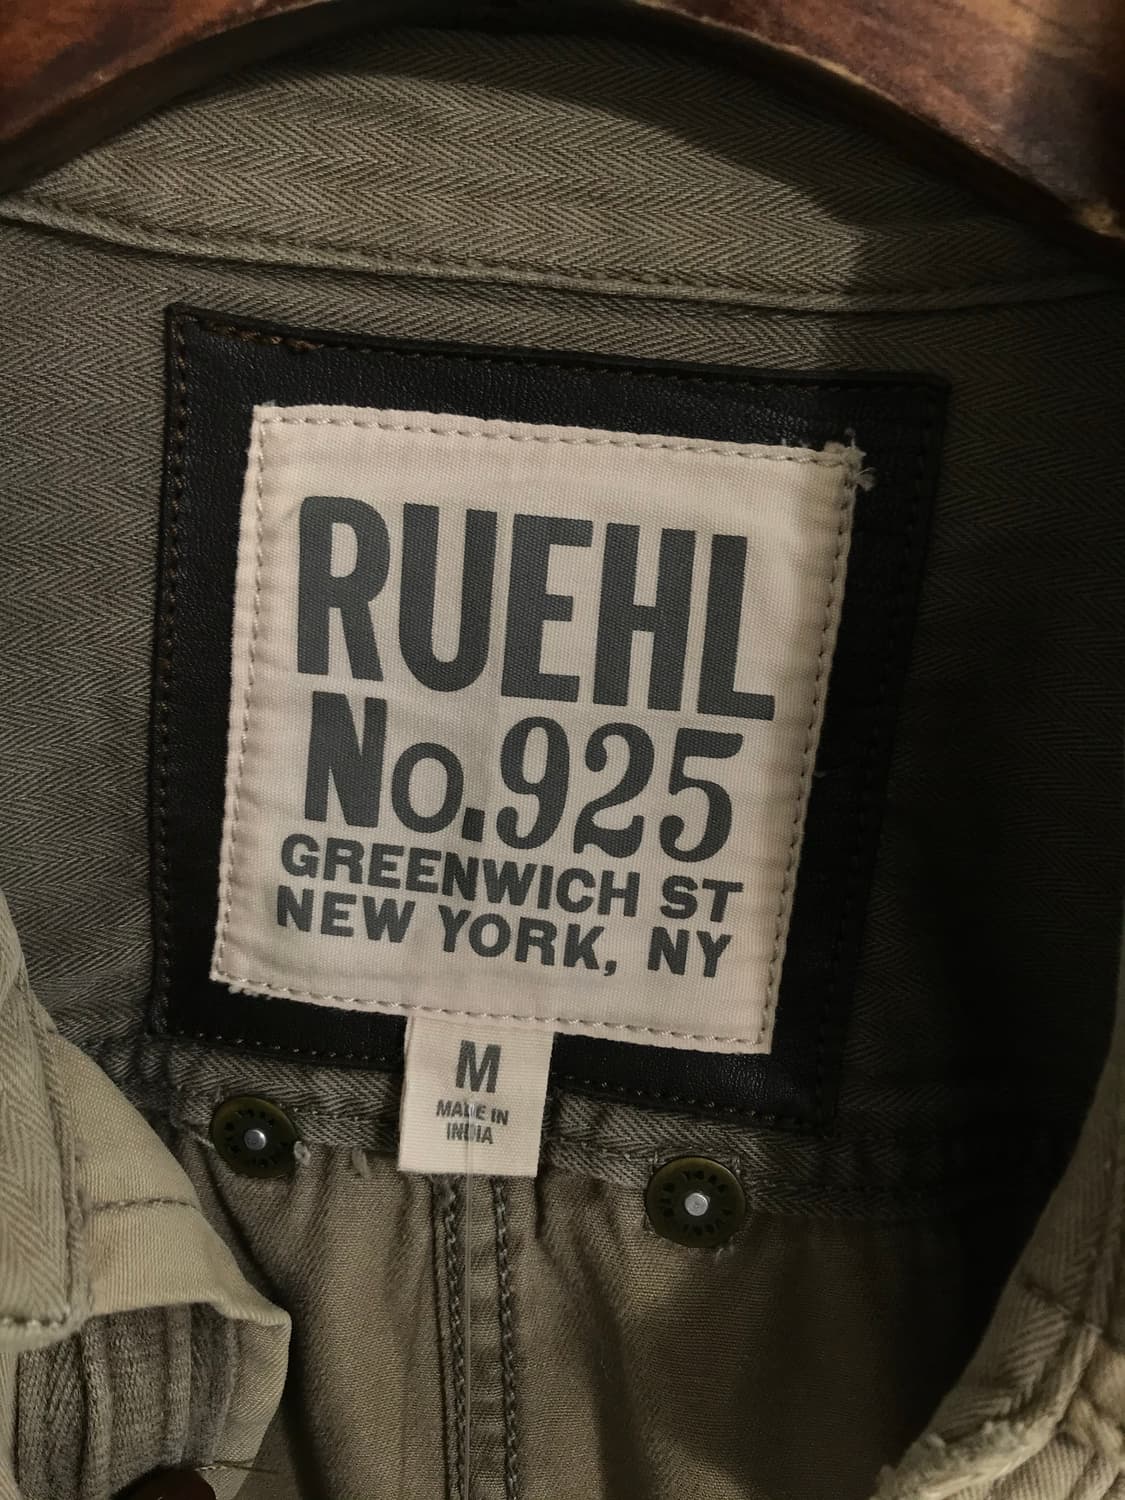 RUEHL
No.925
GREENWICH ST
NEW YORK, NY
M
MADE IN
INDIA